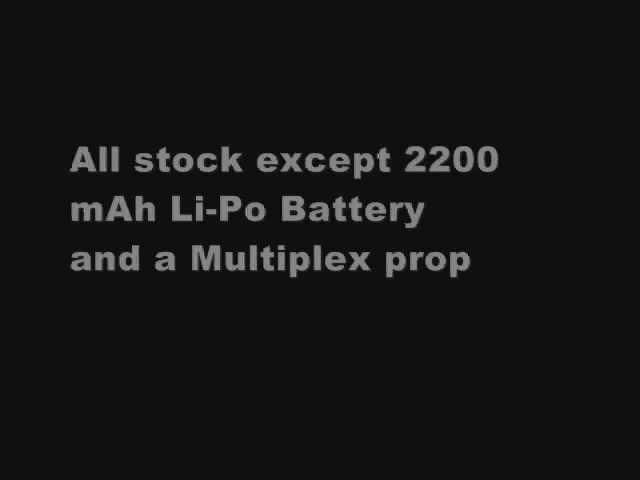 All stock except 2200
mAh Li-Po Battery
and a Multiplex prop